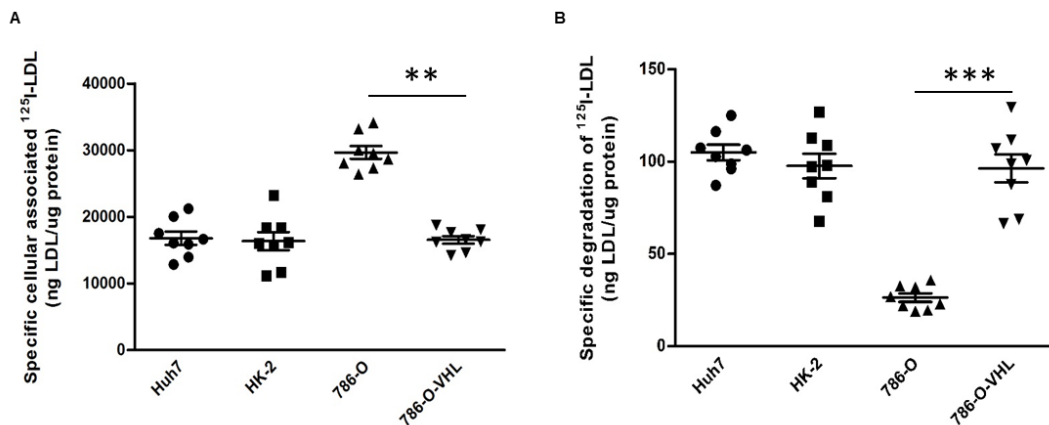 A
Specific cellular associated ¹²⁵I-LDL
(ng LDL/ug protein)
40000
30000
20000
10000
0
**
Huh7
HK-2
786-O
786-O-VHL
B
Specific degradation of ¹²⁵I-LDL
(ng LDL/ug protein)
150
100
50
0
***
Huh7
HK-2
786-O
786-O-VHL